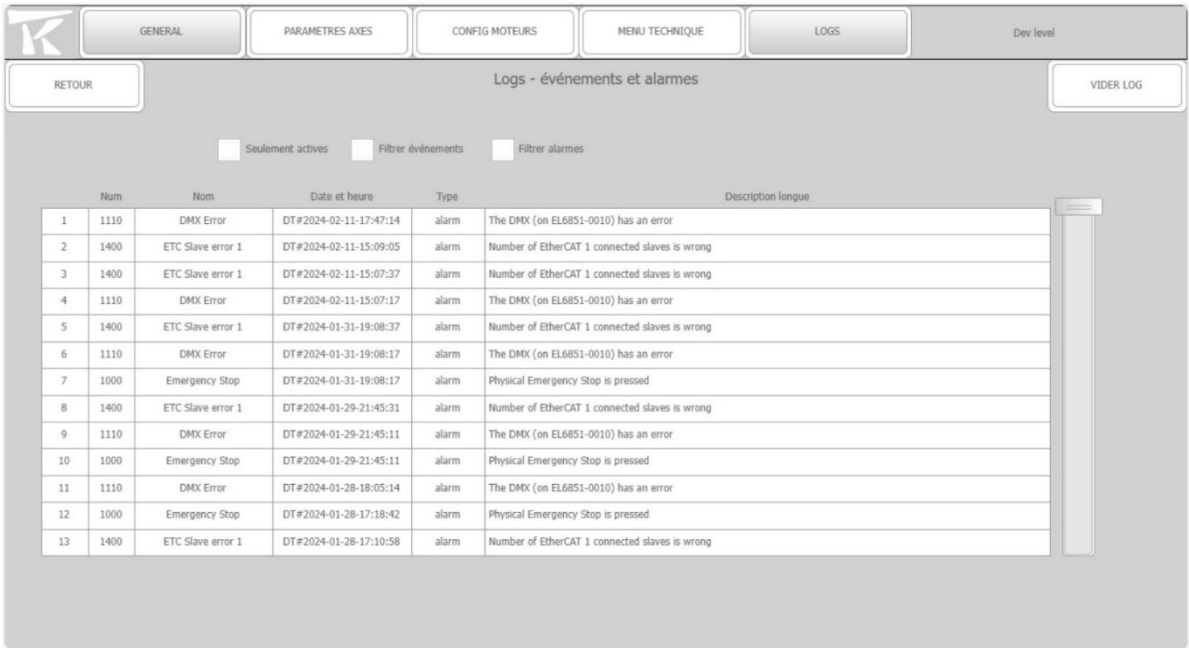 TK GENERAL PARAMETRES AXES CONFIG MOTEURS MENU TECHNIQUE LOGS Dev level
RETOUR Logs - événements et alarmes VIDER LOG
Seulement actives Filtrer événements Filtrer alarmes
Num Nom Date et heure Type Description longue
1 1110 DMX Error DT#2024-02-11-17:47:14 alarm The DMX (on EL6851-0010) has an error
2 1400 ETC Slave error 1 DT#2024-02-11-15:09:05 alarm Number of EtherCAT 1 connected slaves is wrong
3 1400 ETC Slave error 1 DT#2024-02-11-15:07:37 alarm Number of EtherCAT 1 connected slaves is wrong
4 1110 DMX Error DT#2024-02-11-15:07:17 alarm The DMX (on EL6851-0010) has an error
5 1400 ETC Slave error 1 DT#2024-01-31-19:08:37 alarm Number of EtherCAT 1 connected slaves is wrong
6 1110 DMX Error DT#2024-01-31-19:08:17 alarm The DMX (on EL6851-0010) has an error
7 1000 Emergency Stop DT#2024-01-31-19:08:17 alarm Physical Emergency Stop is pressed
8 1400 ETC Slave error 1 DT#2024-01-29-21:45:31 alarm Number of EtherCAT 1 connected slaves is wrong
9 1110 DMX Error DT#2024-01-29-21:45:11 alarm The DMX (on EL6851-0010) has an error
10 1000 Emergency Stop DT#2024-01-29-21:45:11 alarm Physical Emergency Stop is pressed
11 1110 DMX Error DT#2024-01-28-18:05:14 alarm The DMX (on EL6851-0010) has an error
12 1000 Emergency Stop DT#2024-01-28-17:18:42 alarm Physical Emergency Stop is pressed
13 1400 ETC Slave error 1 DT#2024-01-28-17:10:58 alarm Number of EtherCAT 1 connected slaves is wrong